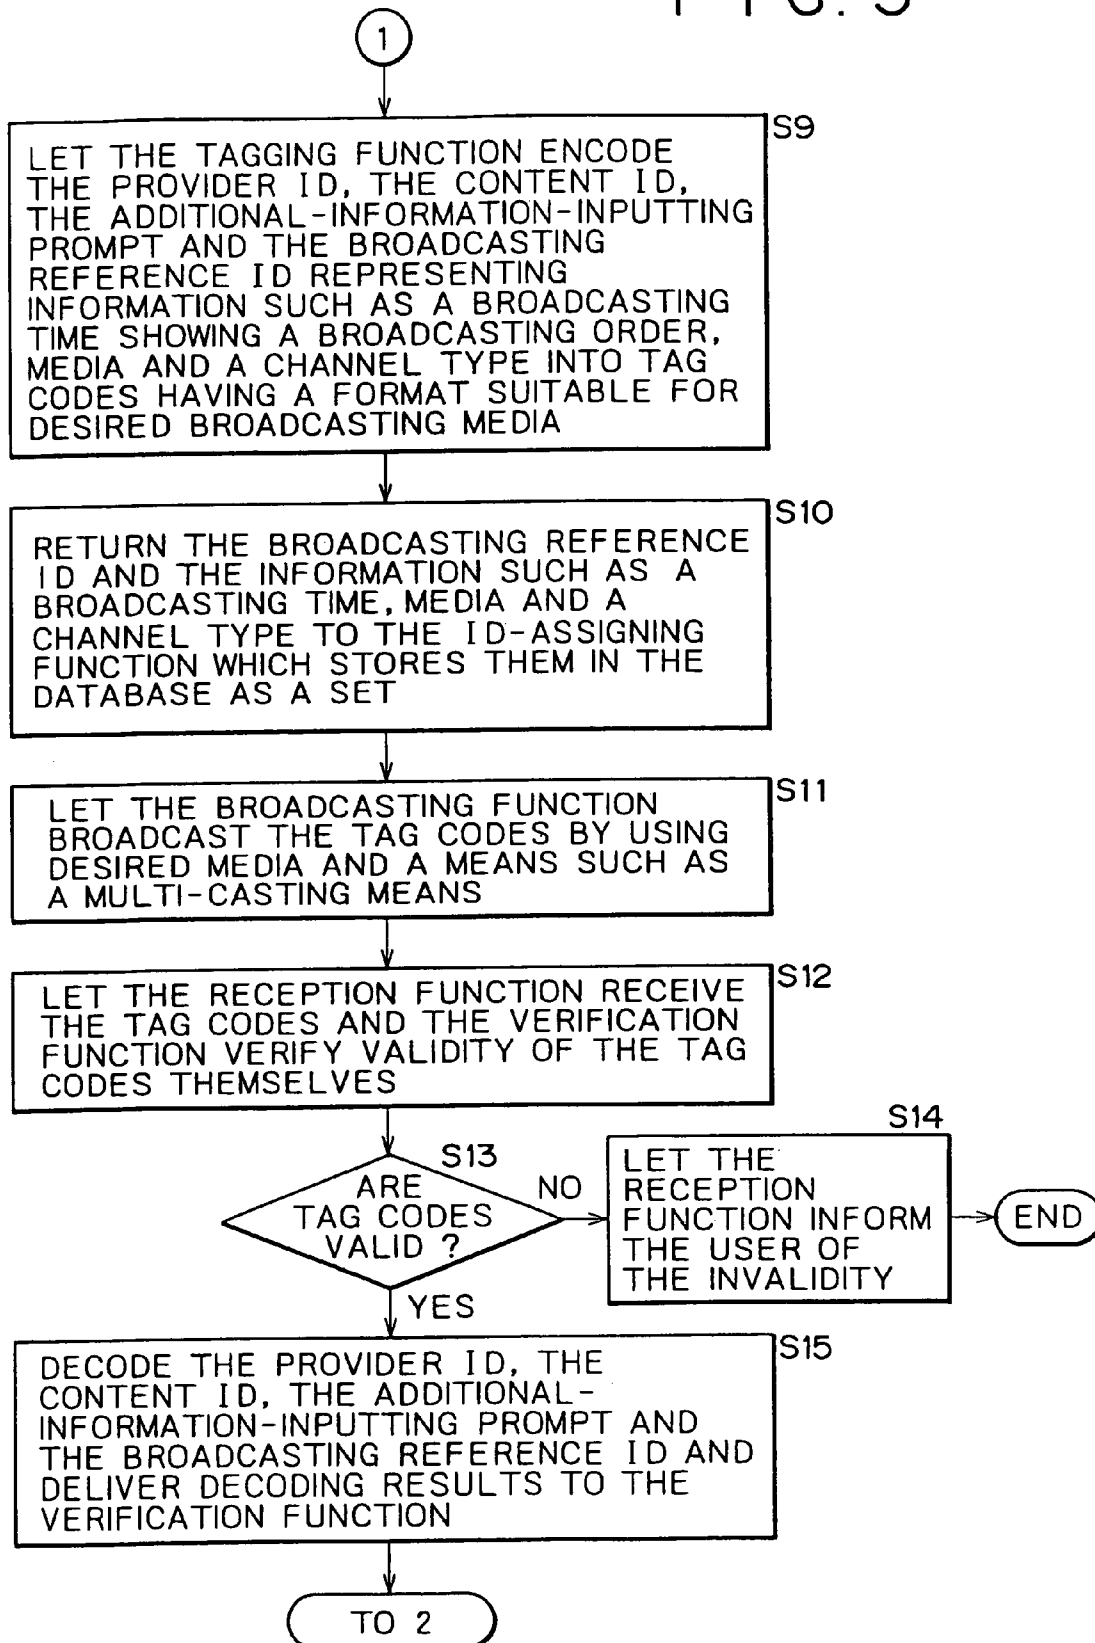 FIG. 5
1
S9
LET THE TAGGING FUNCTION ENCODE
THE PROVIDER ID, THE CONTENT ID,
THE ADDITIONAL-INFORMATION-INPUTTING
PROMPT AND THE BROADCASTING
REFERENCE ID REPRESENTING
INFORMATION SUCH AS A BROADCASTING
TIME SHOWING A BROADCASTING ORDER,
MEDIA AND A CHANNEL TYPE INTO TAG
CODES HAVING A FORMAT SUITABLE FOR
DESIRED BROADCASTING MEDIA
S10
RETURN THE BROADCASTING REFERENCE
ID AND THE INFORMATION SUCH AS A
BROADCASTING TIME, MEDIA AND A
CHANNEL TYPE TO THE ID-ASSIGNING
FUNCTION WHICH STORES THEM IN THE
DATABASE AS A SET
S11
LET THE BROADCASTING FUNCTION
BROADCAST THE TAG CODES BY USING
DESIRED MEDIA AND A MEANS SUCH AS
A MULTI-CASTING MEANS
S12
LET THE RECEPTION FUNCTION RECEIVE
THE TAG CODES AND THE VERIFICATION
FUNCTION VERIFY VALIDITY OF THE TAG
CODES THEMSELVES
S13
ARE
TAG CODES
VALID ?
NO
S14
LET THE
RECEPTION
FUNCTION INFORM
THE USER OF
THE INVALIDITY
END
YES
S15
DECODE THE PROVIDER ID, THE
CONTENT ID, THE ADDITIONAL-
INFORMATION-INPUTTING PROMPT AND
THE BROADCASTING REFERENCE ID AND
DELIVER DECODING RESULTS TO THE
VERIFICATION FUNCTION
TO 2